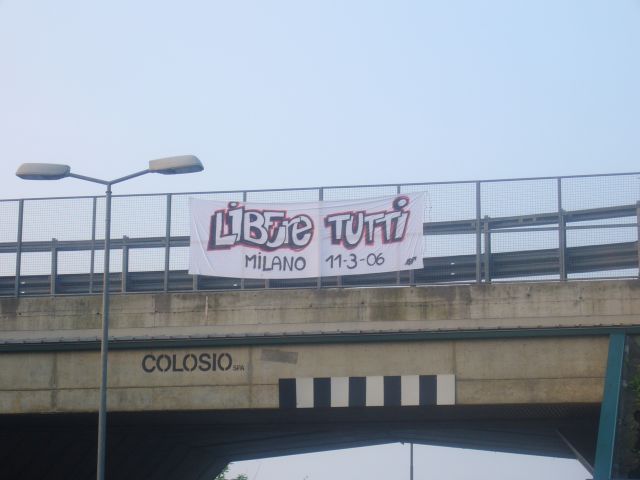 LIBERE TUTTI
MILANO 11-3-06
COLOSIO SPA